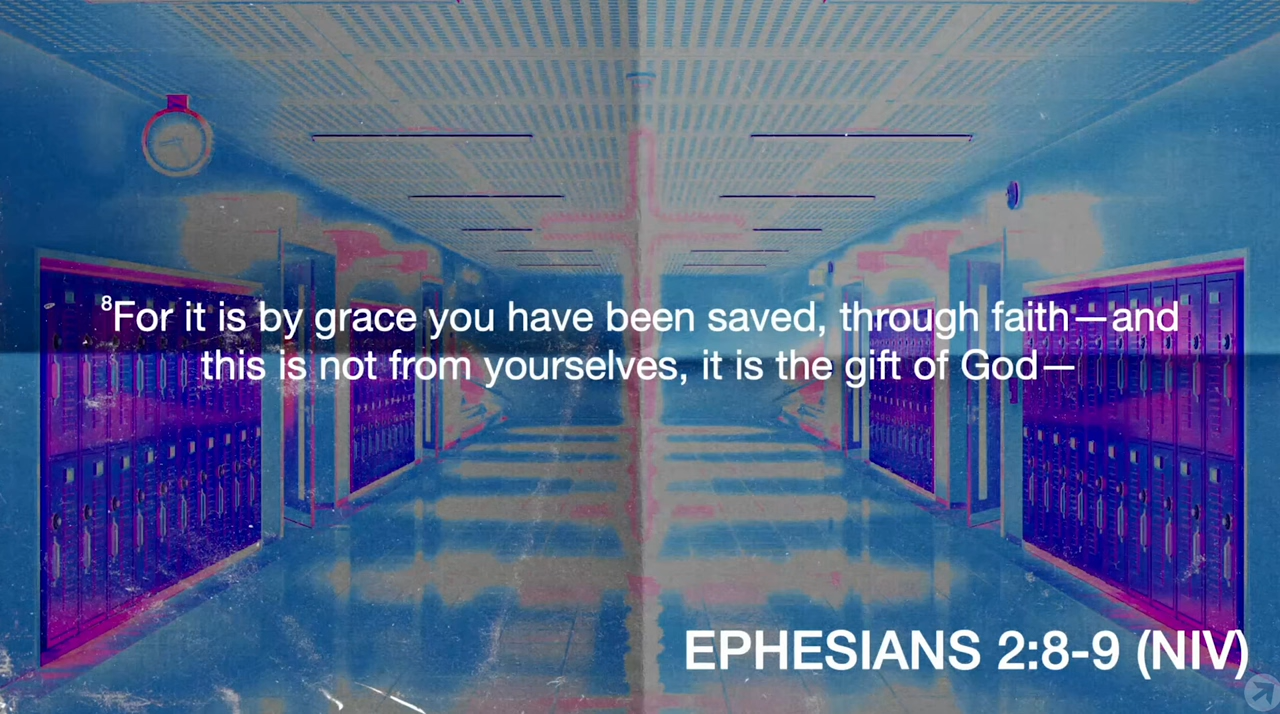 ⁸For it is by grace you have been saved, through faith—and
this is not from yourselves, it is the gift of God—
EPHESIANS 2:8-9 (NIV)